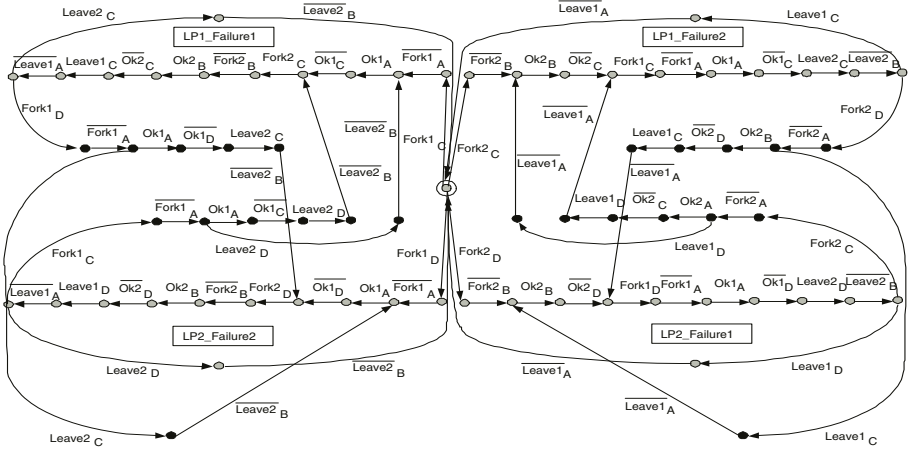 Leave2 C Leave2 B Leave1 A Leave1 C
LP1_Failure1 LP1_Failure2
Leave1 A Leave1 C Ok2 C Ok2 B Fork2 B Fork2 C Ok1 C Ok1 A Fork1 A Fork2 B Ok2 B Ok2 C Fork1 C Fork1 A Ok1 A Ok1 C Leave2 C Leave2 B
Fork1 D Leave2 B Leave1 A Fork2 D
Fork1 A Ok1 A Ok1 D Leave2 C Fork1 C Fork2 C Leave1 C Ok2 D Ok2 B Fork2 A
Leave2 B Leave2 B Leave1 A Leave1 A
Fork1 A Ok1 A Ok1 C Leave2 D Leave1 D Ok2 C Ok2 A Fork2 A
Leave2 D Leave1 D
Fork1 C Fork1 D Fork2 D Fork2 C
Leave1 A Leave1 D Ok2 D Ok2 B Fork2 B Fork2 D Ok1 D Ok1 A Fork1 A Fork2 B Ok2 B Ok2 D Fork1 D Fork1 A Ok1 A Ok1 D Leave2 D Leave2 B
LP2_Failure2 LP2_Failure1
Leave2 D Leave2 B Leave1 A Leave1 D
Leave2 B Leave1 A
Leave2 C Leave1 C